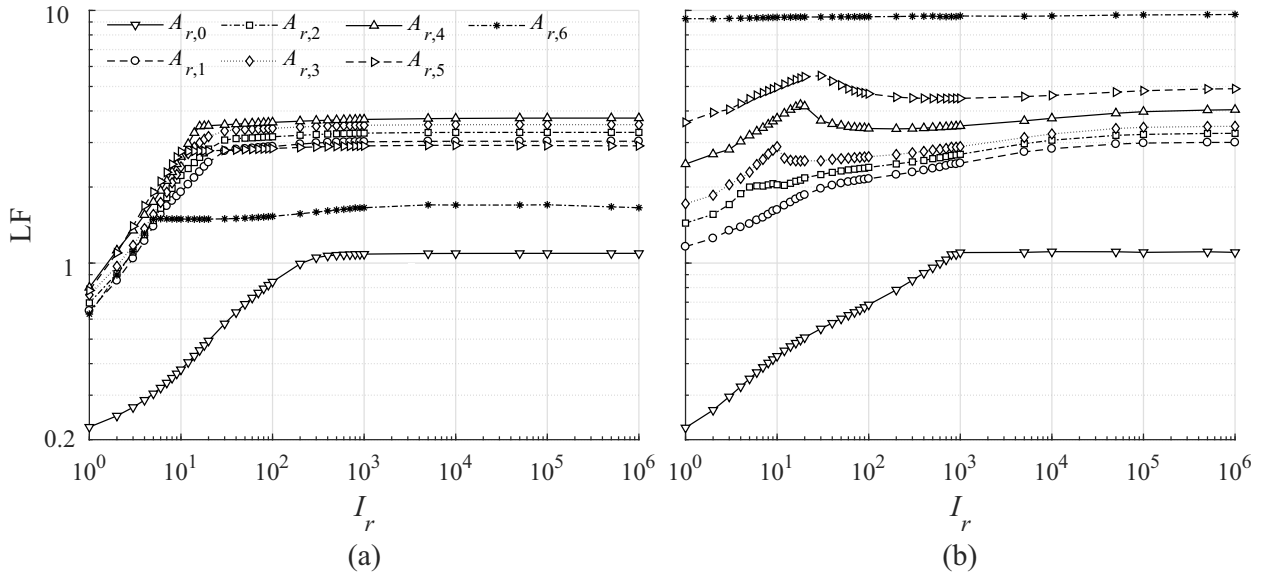 10
1
0.2
LF
A_{r,0} A_{r,2} A_{r,4} A_{r,6}
A_{r,1} A_{r,3} A_{r,5}
10^0 10^1 10^2 10^3 10^4 10^5 10^6
I_r
(a)
10^0 10^1 10^2 10^3 10^4 10^5 10^6
I_r
(b)